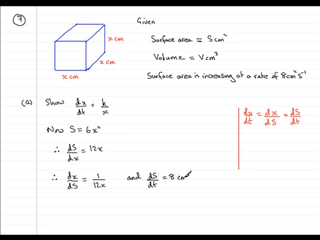 ⑦
Given
x cm
Surface area = S cm²
x cm
Volume = V cm³
x cm
Surface area is increasing at a rate of 8 cm² s⁻¹
(a) Show dx/dt = k/x
dx/dt = dx/dS = dS/dt
Now S = 6x²
∴ dS/dx = 12x
∴ dx/dS = 1/12x and dS/dt = 8 cm